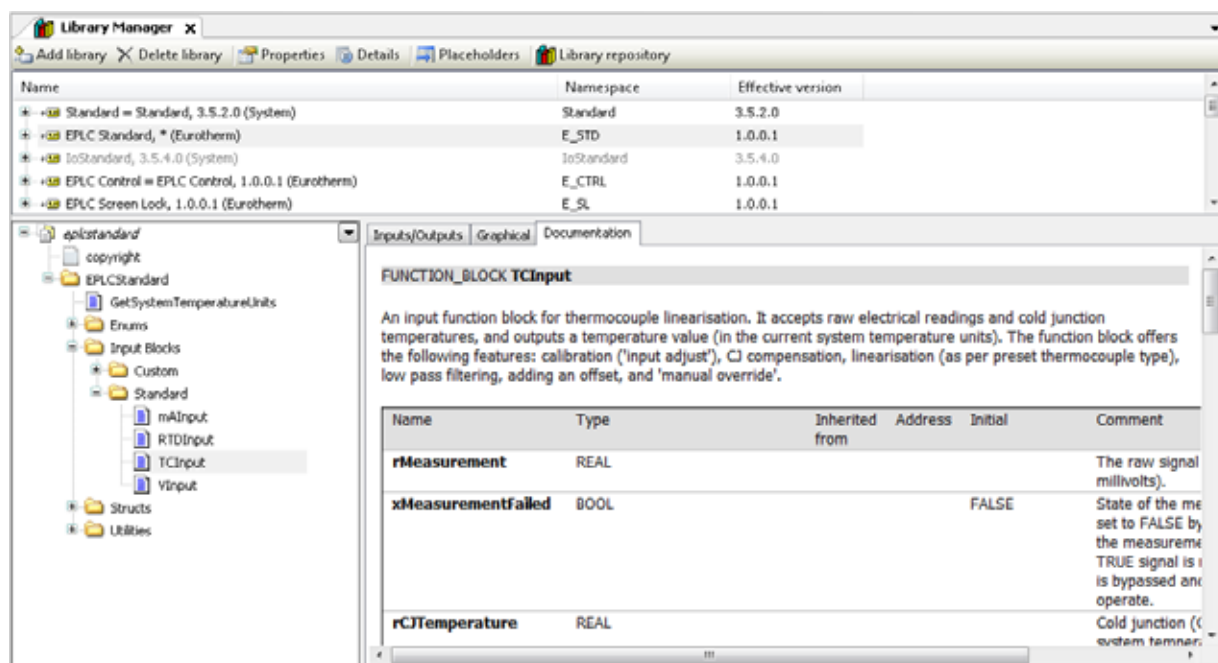 Library Manager x
Add library Delete library Properties Details Placeholders Library repository
Name Namespace Effective version
Standard = Standard, 3.5.2.0 (System) Standard 3.5.2.0
EPLC Standard, * (Eurotherm) E_STD 1.0.0.1
IoStandard, 3.5.4.0 (System) IoStandard 3.5.4.0
EPLC Control = EPLC Control, 1.0.0.1 (Eurotherm) E_CTRL 1.0.0.1
EPLC Screen Lock, 1.0.0.1 (Eurotherm) E_SL 1.0.0.1
eplcstandard
copyright
EPLCStandard
GetSystemTemperatureUnits
Enums
Input Blocks
Custom
Standard
mAInput
RTDInput
TCInput
VInput
Structs
Utilities
Inputs/Outputs Graphical Documentation
FUNCTION_BLOCK TCInput
An input function block for thermocouple linearisation. It accepts raw electrical readings and cold junction
temperatures, and outputs a temperature value (in the current system temperature units). The function block offers
the following features: calibration ('input adjust'), CJ compensation, linearisation (as per preset thermocouple type),
low pass filtering, adding an offset, and 'manual override'.
Name Type Inherited Address Initial Comment
from
rMeasurement REAL The raw signal
millivolts).
xMeasurementFailed BOOL FALSE State of the me
set to FALSE by
the measureme
TRUE signal is
is bypassed and
operate.
rCJTemperature REAL Cold junction (
system temper